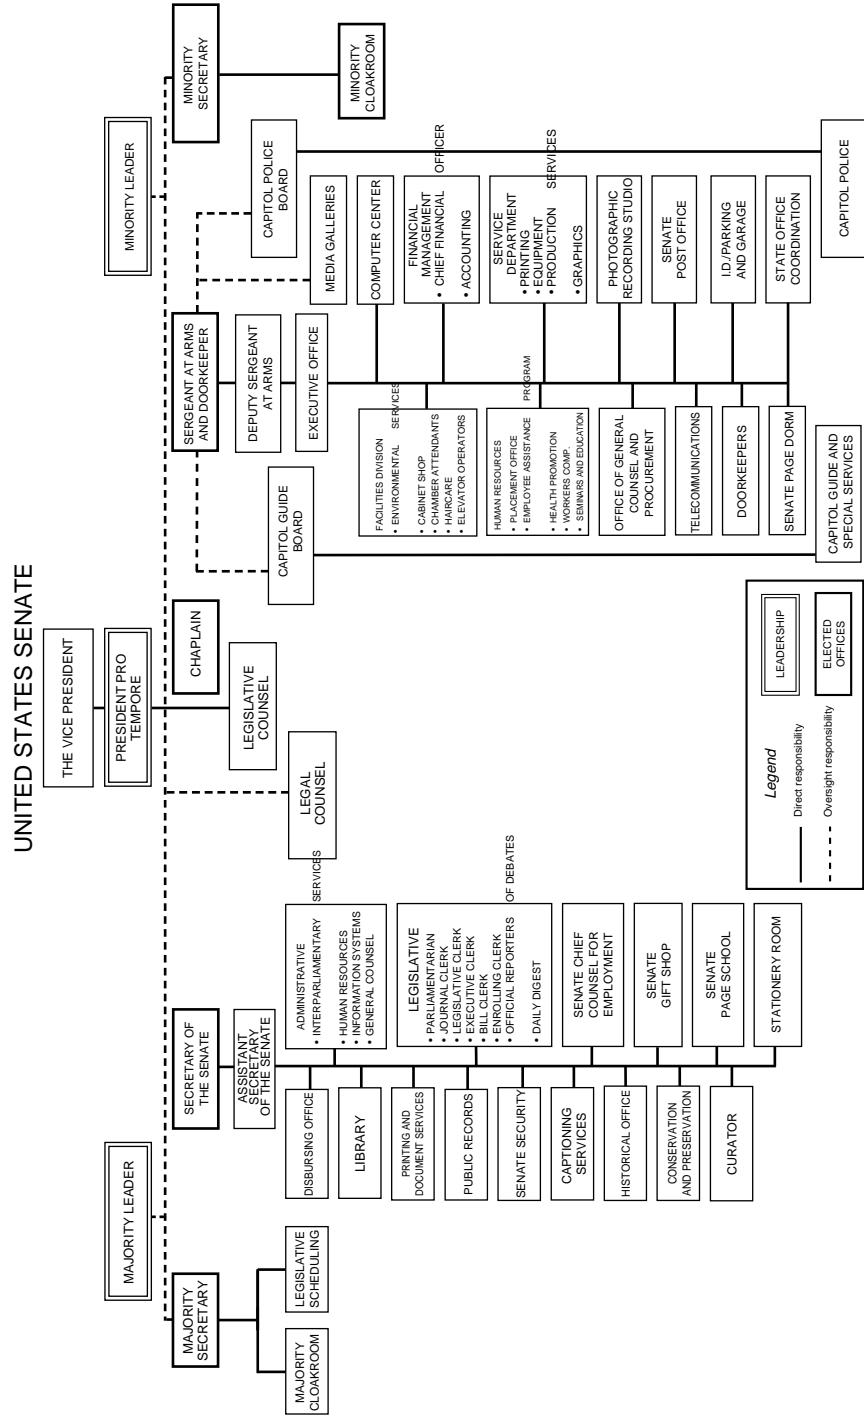 UNITED STATES SENATE
THE VICE PRESIDENT
MAJORITY LEADER
PRESIDENT PRO
TEMPORE
MINORITY LEADER
MAJORITY
SECRETARY
SECRETARY OF
THE SENATE
CHAPLAIN
SERGEANT AT ARMS
AND DOORKEEPER
MINORITY
SECRETARY
ASSISTANT
SECRETARY
OF THE SENATE
LEGISLATIVE
COUNSEL
DEPUTY SERGEANT
AT ARMS
CAPITOL POLICE
BOARD
MAJORITY
CLOAKROOM
LEGISLATIVE
SCHEDULING
LEGAL
COUNSEL
CAPITOL GUIDE
BOARD
EXECUTIVE OFFICE
MEDIA GALLERIES
MINORITY
CLOAKROOM
DISBURSING OFFICE
LIBRARY
PRINTING AND
DOCUMENT SERVICES
PUBLIC RECORDS
SENATE SECURITY
CAPTIONING
SERVICES
HISTORICAL OFFICE
CONSERVATION
AND PRESERVATION
CURATOR
ADMINISTRATIVE
• INTERPARLIAMENTARY SERVICES
• HUMAN RESOURCES
• INFORMATION SYSTEMS
• GENERAL COUNSEL
LEGISLATIVE
• PARLIAMENTARIAN
• JOURNAL CLERK
• LEGISLATIVE CLERK
• EXECUTIVE CLERK
• BILL CLERK
• ENROLLING CLERK
• OFFICIAL REPORTERS OF DEBATES
• DAILY DIGEST
SENATE CHIEF
COUNSEL FOR
EMPLOYMENT
SENATE
GIFT SHOP
SENATE
PAGE SCHOOL
STATIONERY ROOM
FACILITIES DIVISION
• ENVIRONMENTAL SERVICES
• CABINET SHOP
• CHAMBER ATTENDANTS
• HAIRCARE
• ELEVATOR OPERATORS
HUMAN RESOURCES
• PLACEMENT OFFICE
• EMPLOYEE ASSISTANCE PROGRAM
• HEALTH PROMOTION
• WORKERS COMP.
• SEMINARS AND EDUCATION
OFFICE OF GENERAL
COUNSEL AND
PROCUREMENT
TELECOMMUNICATIONS
DOORKEEPERS
SENATE PAGE DORM
CAPITOL GUIDE AND
SPECIAL SERVICES
COMPUTER CENTER
FINANCIAL
MANAGEMENT
• CHIEF FINANCIAL OFFICER
• ACCOUNTING
SERVICE
DEPARTMENT
• PRINTING
• EQUIPMENT
• PRODUCTION SERVICES
• GRAPHICS
PHOTOGRAPHIC
RECORDING STUDIO
SENATE
POST OFFICE
I.D./PARKING
AND GARAGE
STATE OFFICE
COORDINATION
CAPITOL POLICE
Legend
Direct responsibility
Oversight responsibility
LEADERSHIP
ELECTED
OFFICES